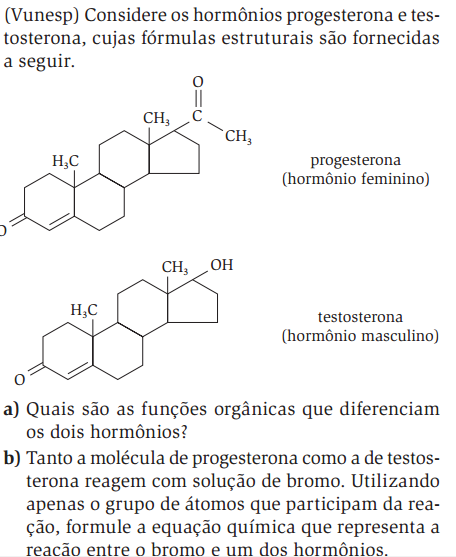 (Vunesp) Considere os hormônios progesterona e tes-
tosterona, cujas fórmulas estruturais são fornecidas
a seguir.
O
CH₃
C
CH₃
H₃C
O
progesterona
(hormônio feminino)
CH₃
OH
H₃C
O
testosterona
(hormônio masculino)
a) Quais são as funções orgânicas que diferenciam
os dois hormônios?
b) Tanto a molécula de progesterona como a de testos-
terona reagem com solução de bromo. Utilizando
apenas o grupo de átomos que participam da rea-
ção, formule a equação química que representa a
reação entre o bromo e um dos hormônios.